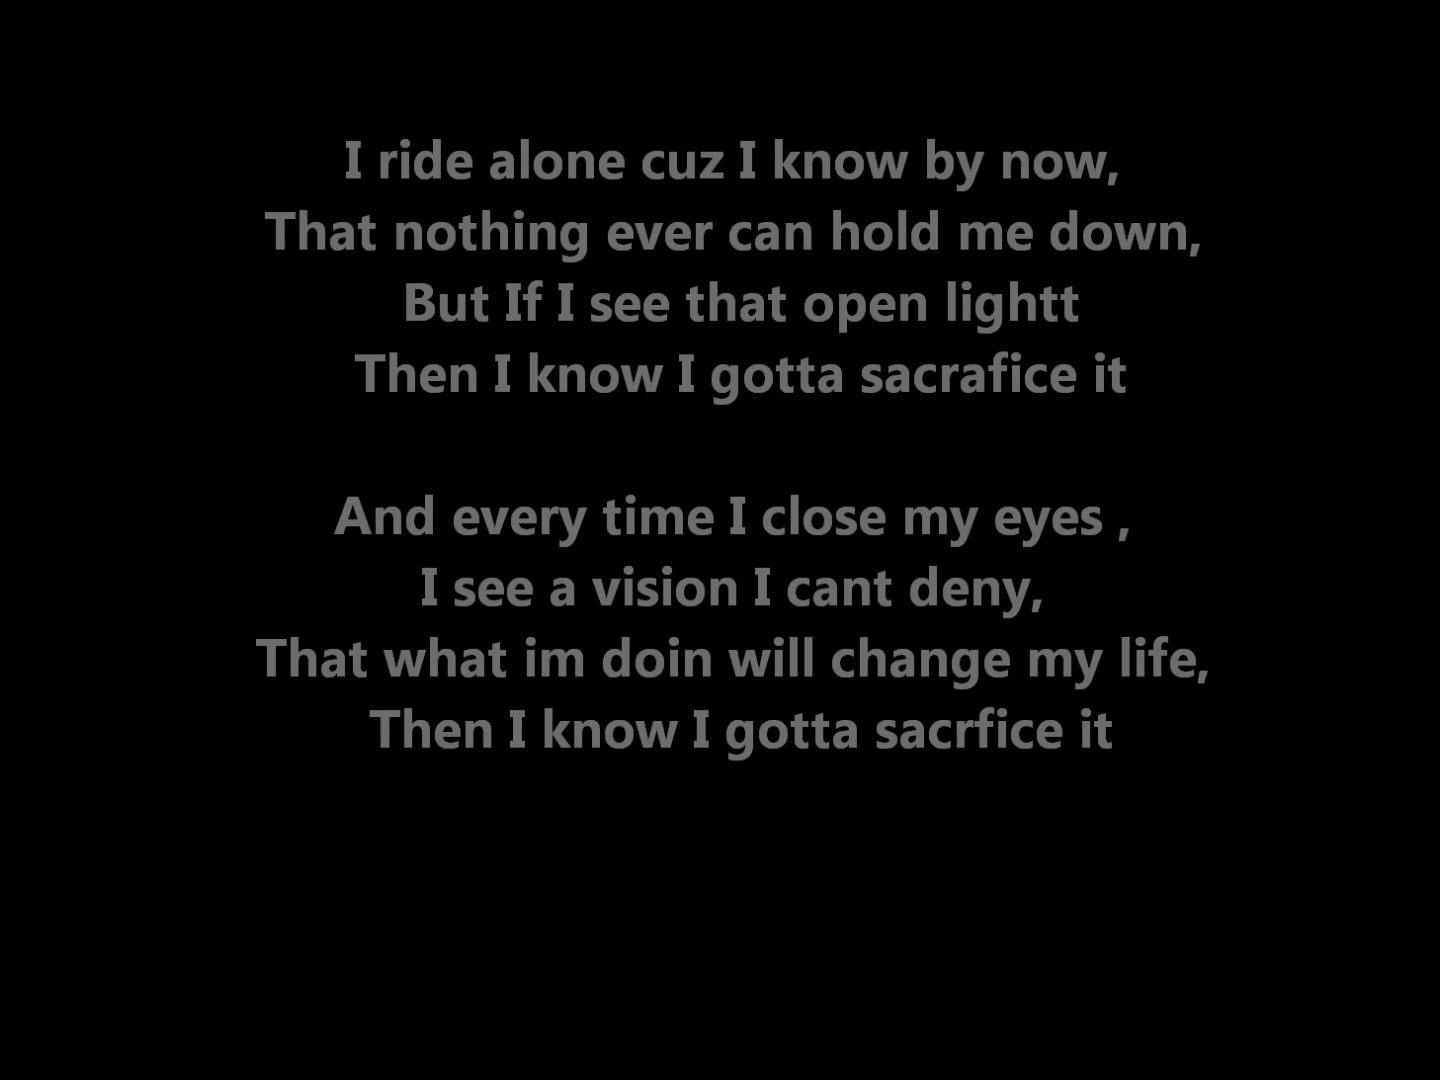 I ride alone cuz I know by now,
That nothing ever can hold me down,
But If I see that open lightt
Then I know I gotta sacrafice it
And every time I close my eyes ,
I see a vision I cant deny,
That what im doin will change my life,
Then I know I gotta sacrfice it